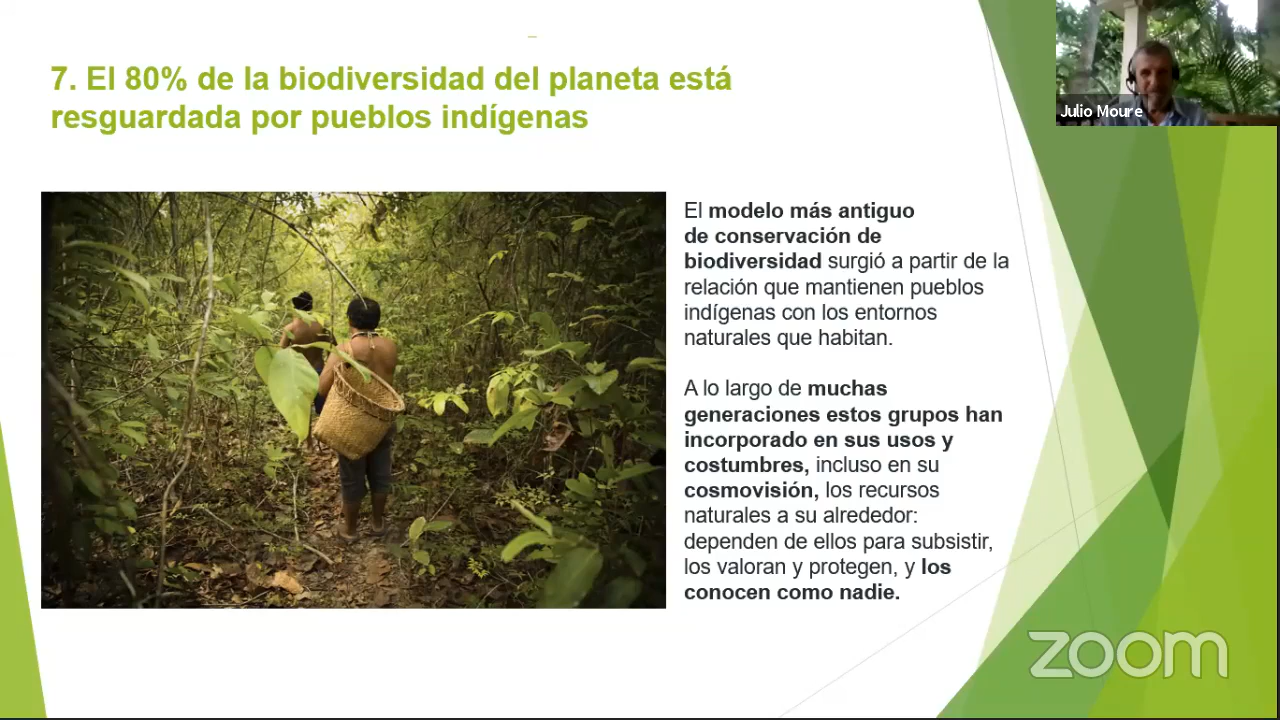 7. El 80% de la biodiversidad del planeta está
resguardada por pueblos indígenas
Julio Moure
El modelo más antiguo
de conservación de
biodiversidad surgió a partir de la
relación que mantienen pueblos
indígenas con los entornos
naturales que habitan.
A lo largo de muchas
generaciones estos grupos han
incorporado en sus usos y
costumbres, incluso en su
cosmovisión, los recursos
naturales a su alrededor:
dependen de ellos para subsistir,
los valoran y protegen, y los
conocen como nadie.
zoom